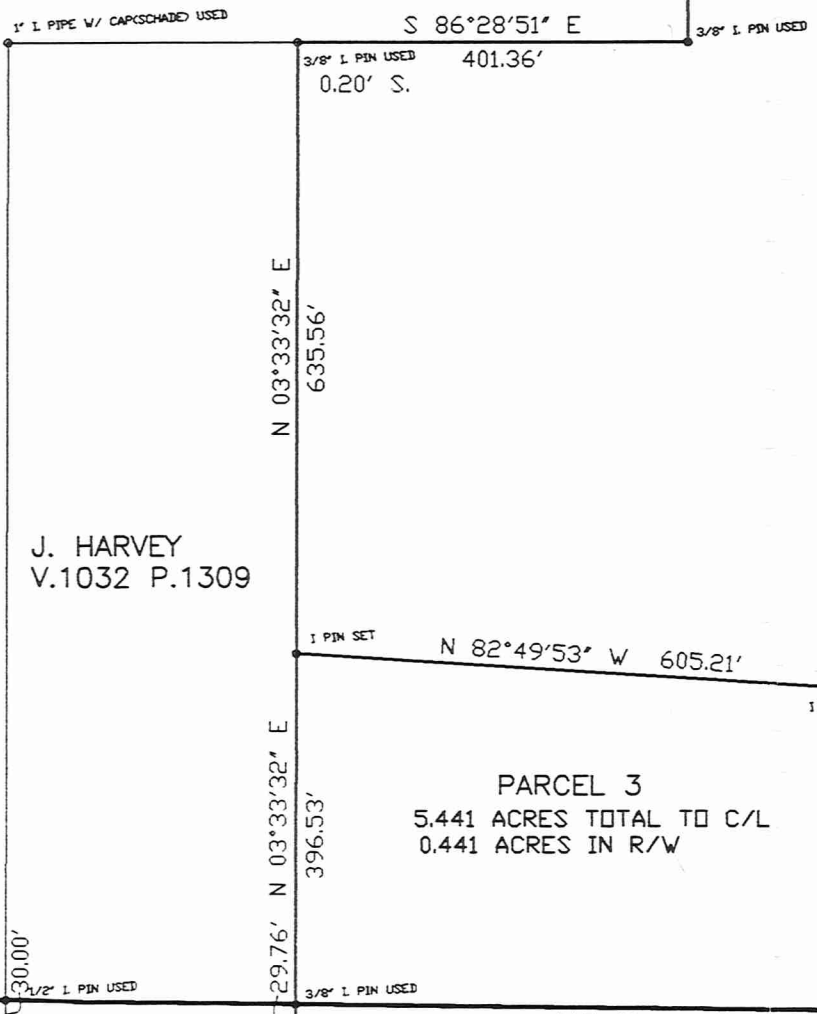 1" I. PIPE W/ CAP(SCHADE) USED
S 86°28'51" E
3/8" I. PIN USED
3/8" I. PIN USED
401.36'
0.20' S.
N 03°33'32" E
635.56'
J. HARVEY
V.1032 P.1309
I PIN SET
N 82°49'53" W 605.21'
I
PARCEL 3
5.441 ACRES TOTAL TO C/L
0.441 ACRES IN R/W
N 03°33'32" E
396.53'
29.76'
30.00'
1/2" I. PIN USED
3/8" I. PIN USED